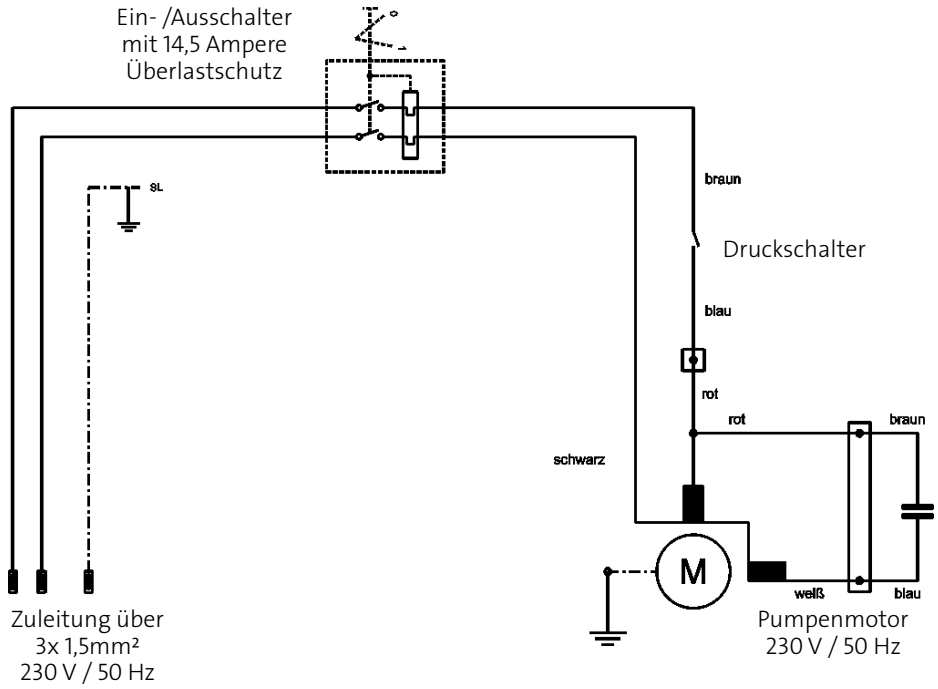 Ein- /Ausschalter
mit 14,5 Ampere
Überlastschutz
SL
braun
Druckschalter
blau
rot
rot
braun
schwarz
M
weiß
blau
Zuleitung über
3x 1,5mm²
230 V / 50 Hz
Pumpenmotor
230 V / 50 Hz